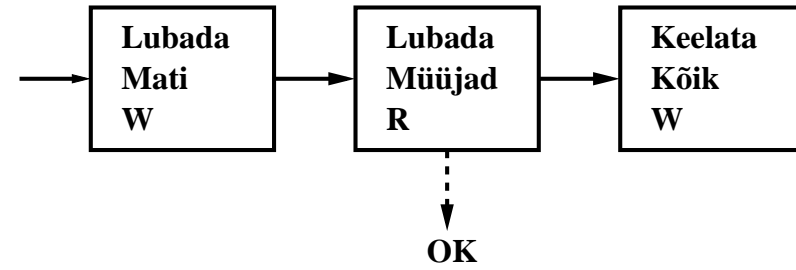 Lubada
Mati
W
Lubada
Müüjad
R
Keelata
Kõik
W
OK